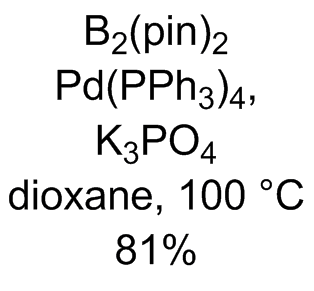 B₂(pin)₂
Pd(PPh₃)₄,
K₃PO₄
dioxane, 100 °C
81%